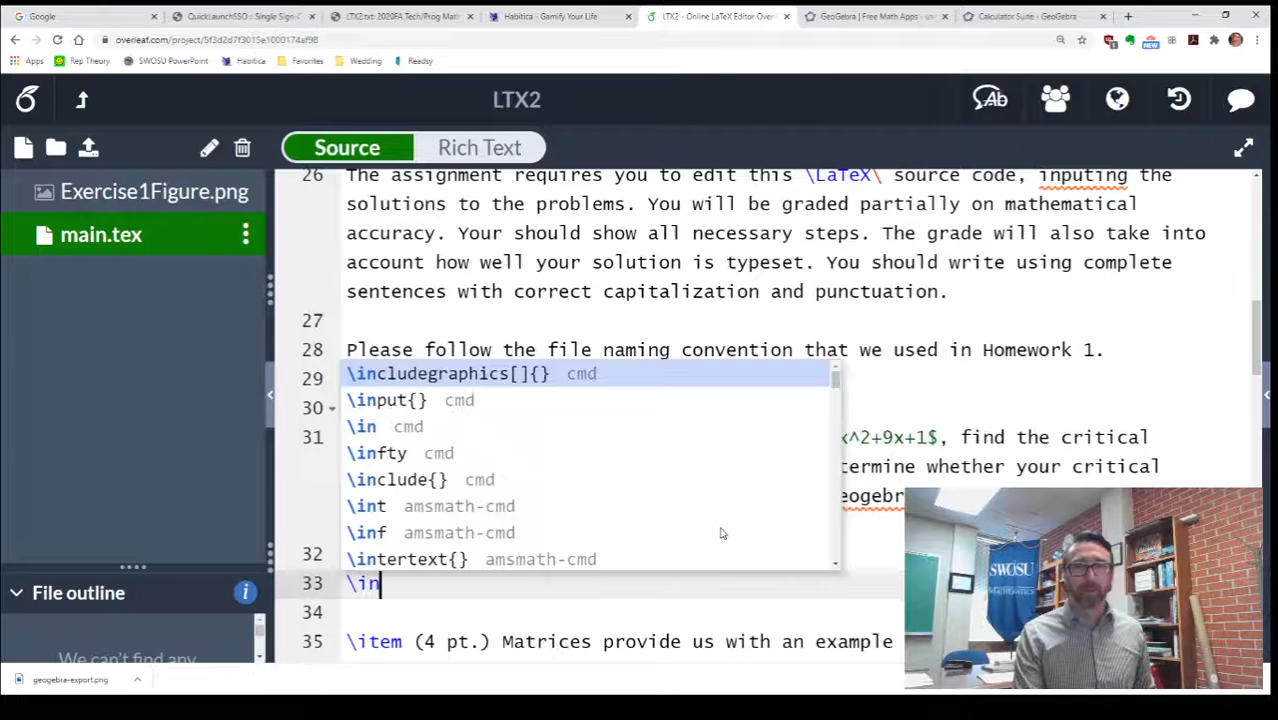 Google
QuickLaunchSSO :: Single Sign-
LTX2.txt: 2020FA Tech/Prog Mat
Habitica - Gamify Your Life
LTX2 - Online LaTeX Editor Over
GeoGebra | Free Math Apps - us
Calculator Suite - GeoGebra
overleaf.com/project/5f3d2d7f3015e1000174ef98
Apps
Rep Theory
SWOSU PowerPoint
Habitica
Favorites
Wedding
Readsy
NEW
LTX2
Ab
Source
Rich Text
Exercise1Figure.png
main.tex
26 The assignment requires you to edit this \LaTeX\ source code, inputing the
solutions to the problems. You will be graded partially on mathematical
accuracy. Your should show all necessary steps. The grade will also take into
account how well your solution is typeset. You should write using complete
sentences with correct capitalization and punctuation.
27
28 Please follow the file naming convention that we used in Homework 1.
29
30
31 x^2+9x+1$, find the critical
termine whether your critical
eogebra
\includegraphics[]{} cmd
\input{} cmd
\in cmd
\infty cmd
\include{} cmd
\int amsmath-cmd
\inf amsmath-cmd
\intertext{} amsmath-cmd
32
33 \in
34
35 \item (4 pt.) Matrices provide us with an example
File outline
i
We can't find any
SWOSU
MATHEMATICS
geogebra-export.png